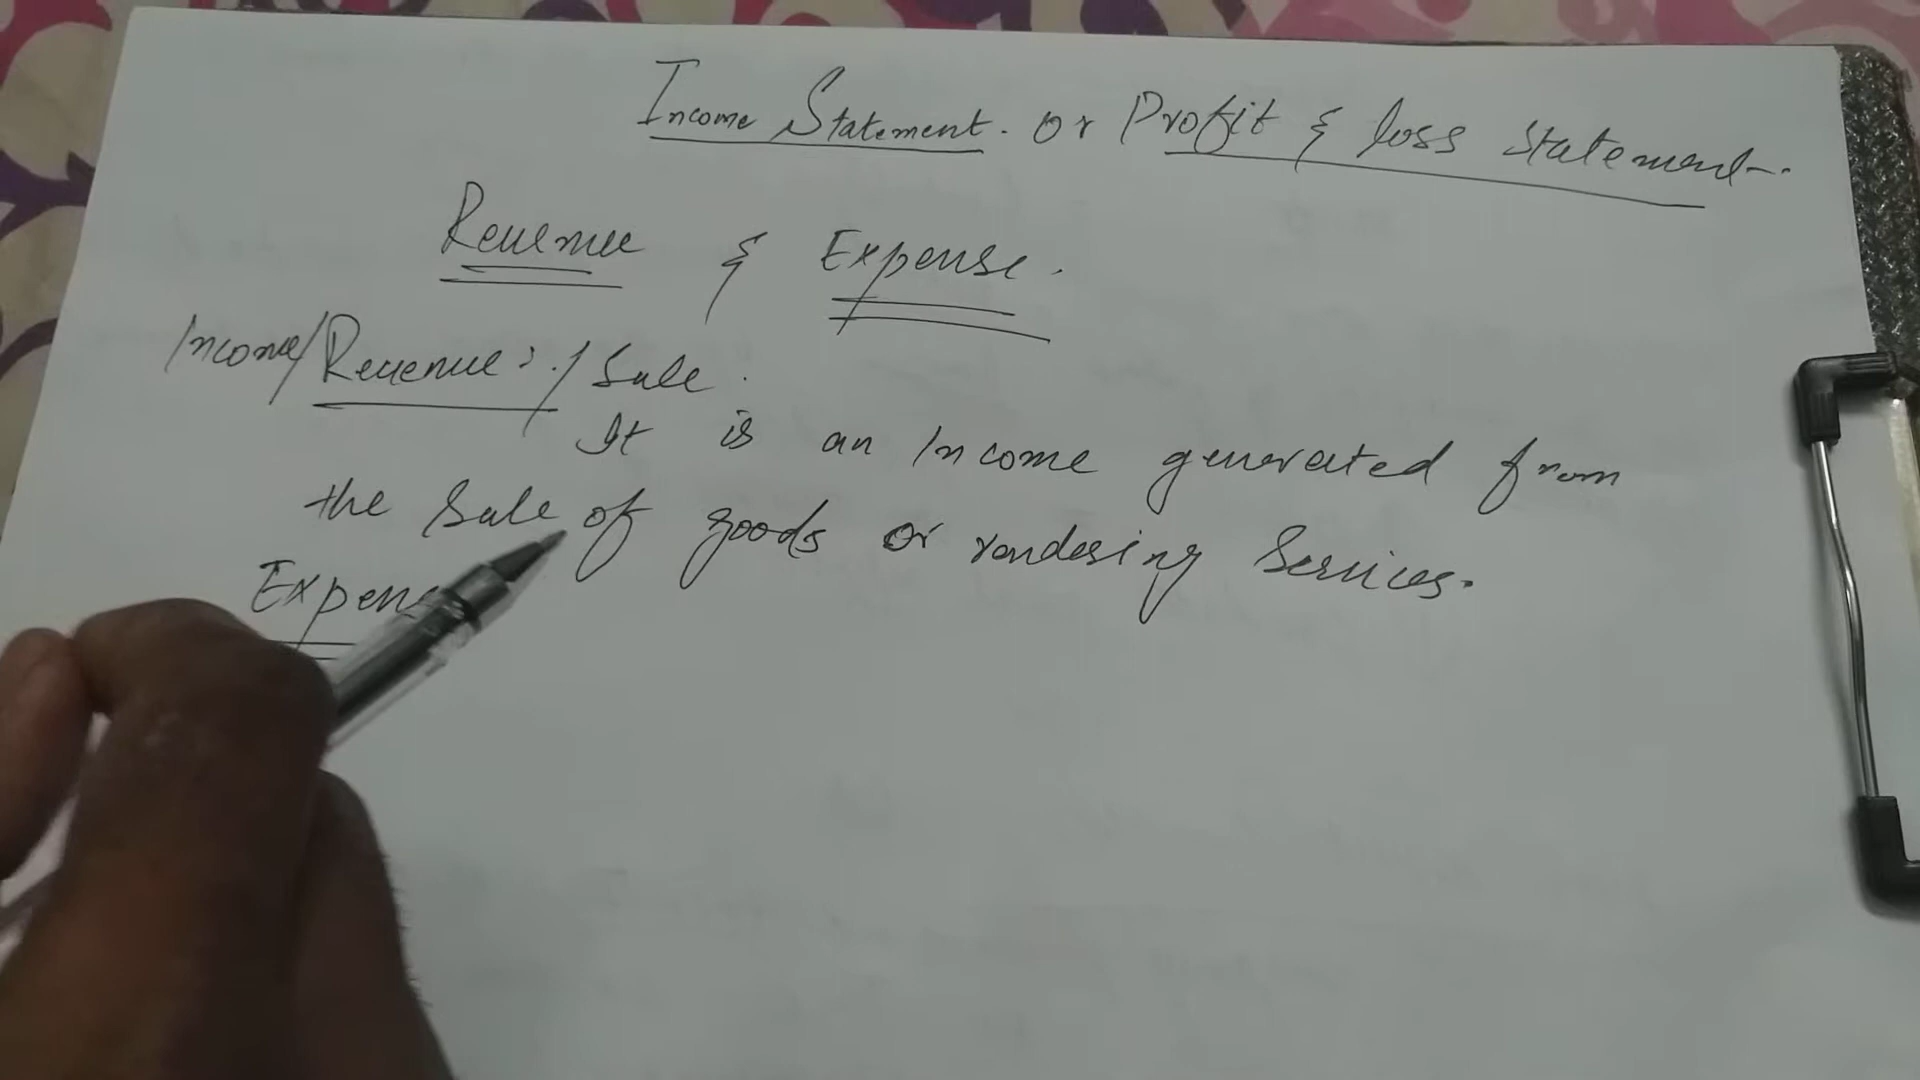 Income Statement. or Profit & loss statement.
Revenue & Expense.
Income/Revenue: / Sale.
It is an Income generated from
the Sale of goods or rendering Services.
Expen